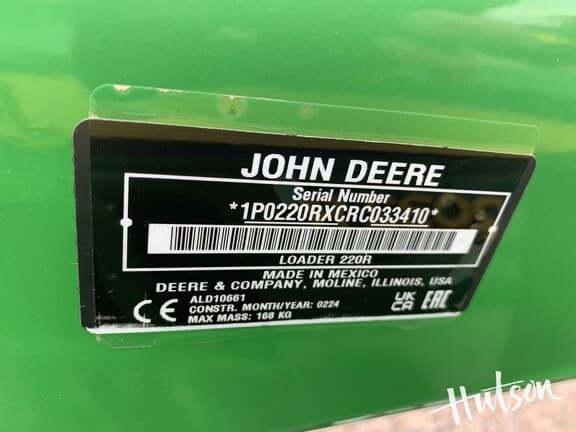 JOHN DEERE
Serial Number
*1P0220RXCRC033410*
LOADER 220R
MADE IN MEXICO
DEERE & COMPANY, MOLINE, ILLINOIS, USA
ALD10661
CONSTR. MONTH/YEAR: 0224
MAX MASS: 168 KG
CE
UK
CA
EAC
Hutson